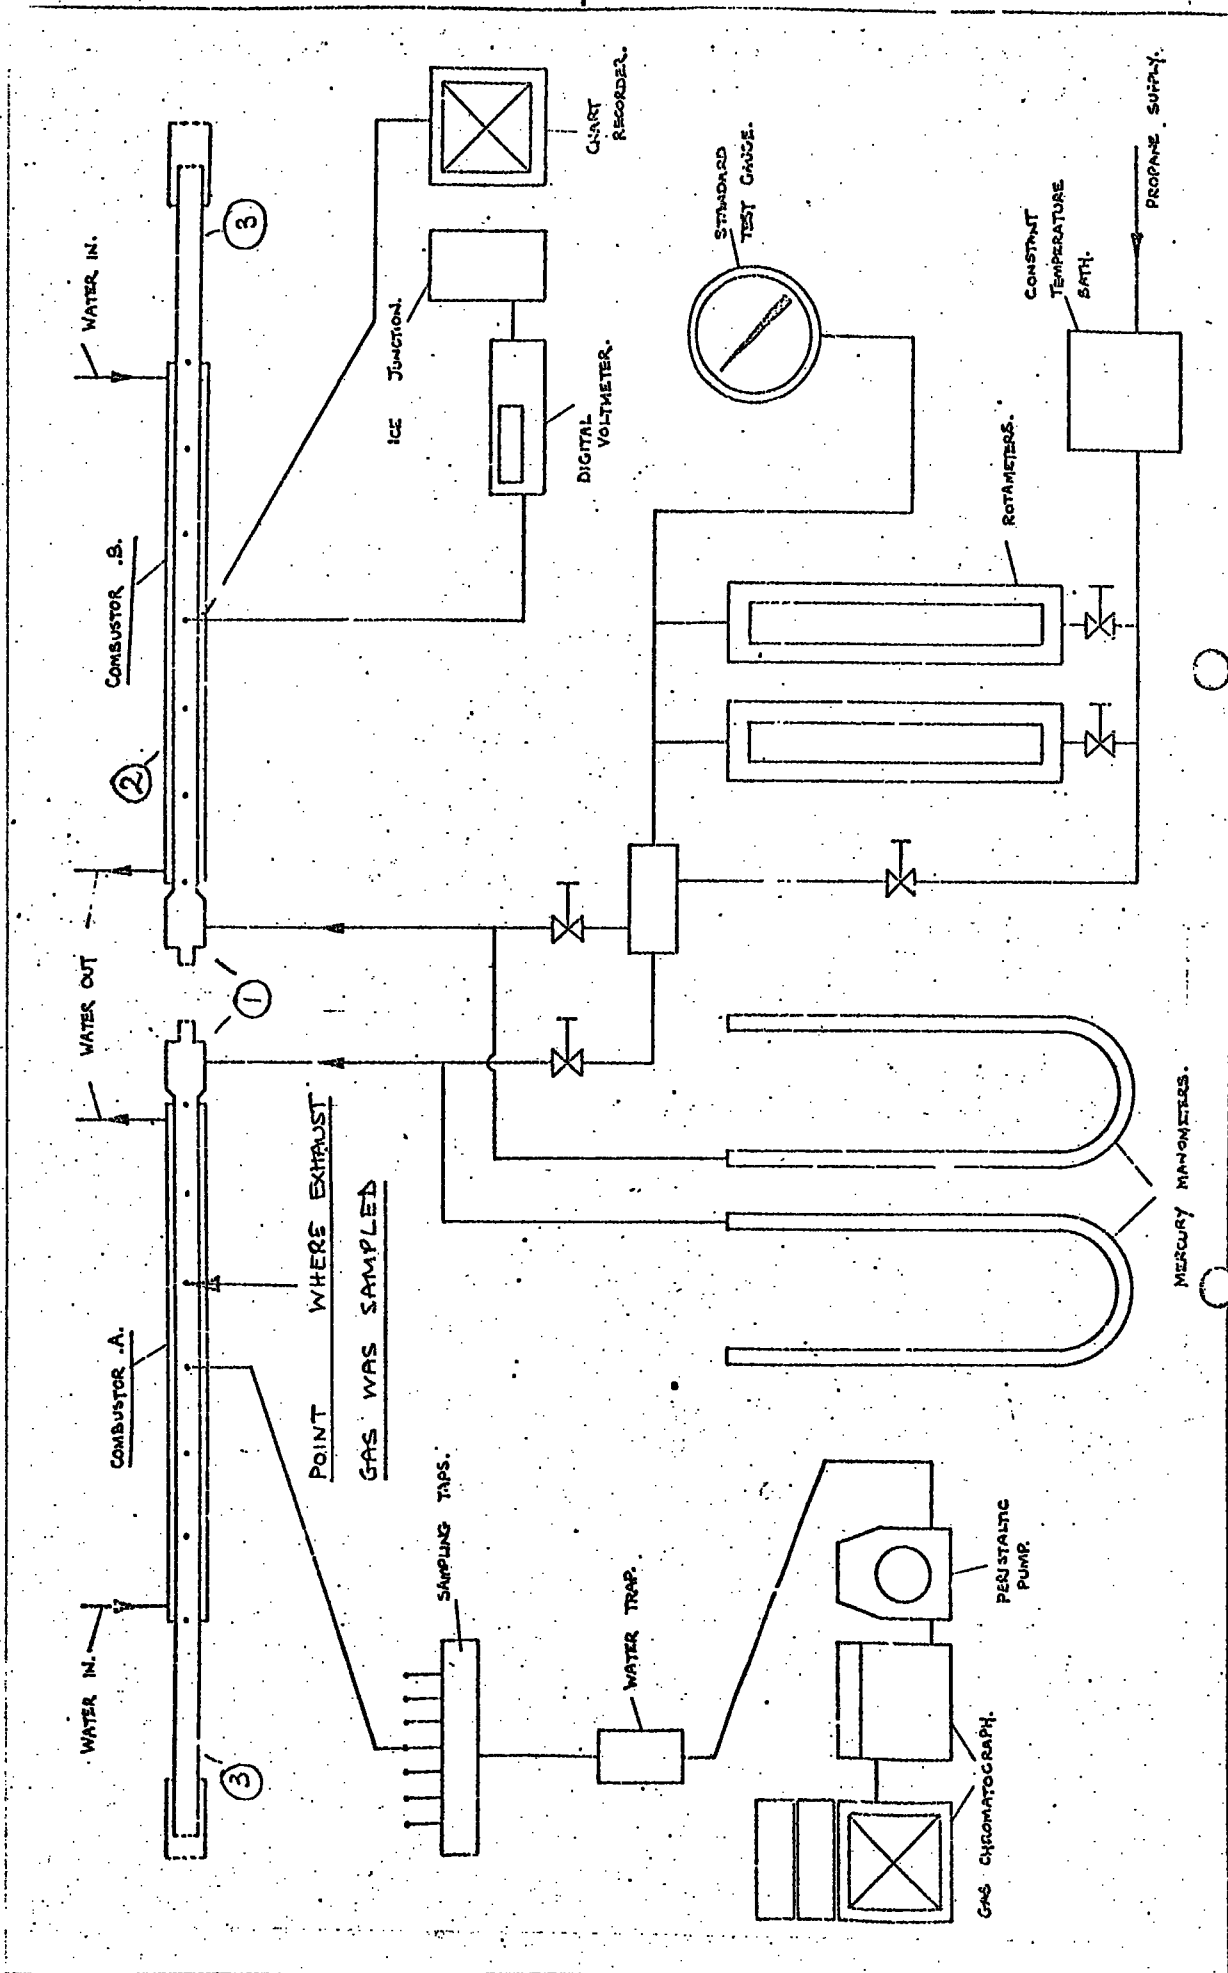 WATER IN.
COMBUSTOR .A.
WATER OUT
COMBUSTOR .B.
WATER IN.
3
1
2
3
POINT WHERE EXHAUST
GAS WAS SAMPLED
ICE JUNCTION.
CHART
RECORDER.
SAMPLING TAPS.
DIGITAL
VOLTMETER.
WATER TRAP.
STANDARD
TEST GAUGE.
PERISTALTIC
PUMP.
GAS CHROMATOGRAPH.
MERCURY MANOMETERS.
ROTAMETERS.
CONSTANT
TEMPERATURE
BATH.
PROPANE SUPPLY.